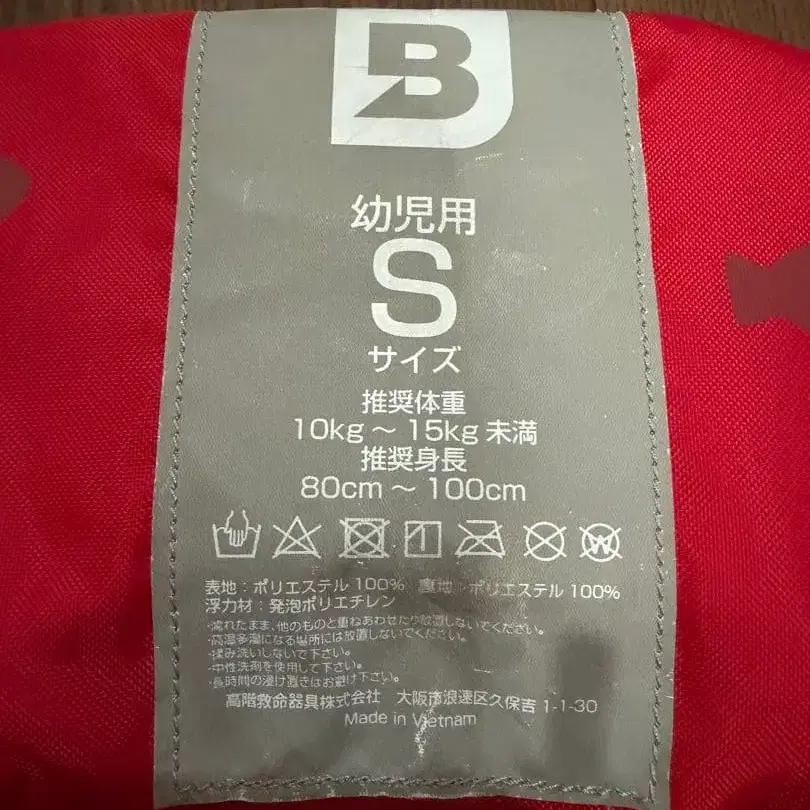 B
幼児用
S
サイズ
推奨体重
10kg ～ 15kg 未満
推奨身長
80cm ～ 100cm
表地：ポリエステル 100% 裏地：ポリエステル 100%
浮力材：発泡ポリエチレン
・濡れたまま、他のものと重ねあわせたり放置しないでください。
・高温多湿になる場所には放置しないでください。
・揉み洗いしないで下さい。
・中性洗剤を使用して下さい。
・長時間の浸け置きはお避け下さい。
高階救命器具株式会社 大阪市浪速区久保吉 1-1-30
Made in Vietnam